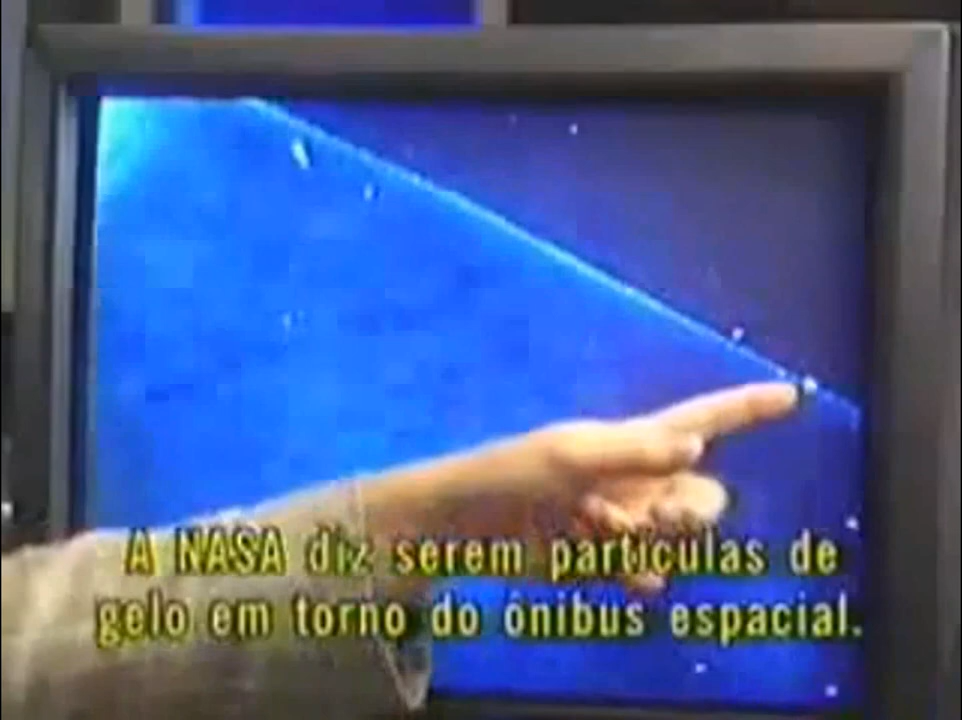 A NASA diz serem partículas de
gelo em torno do ônibus espacial.